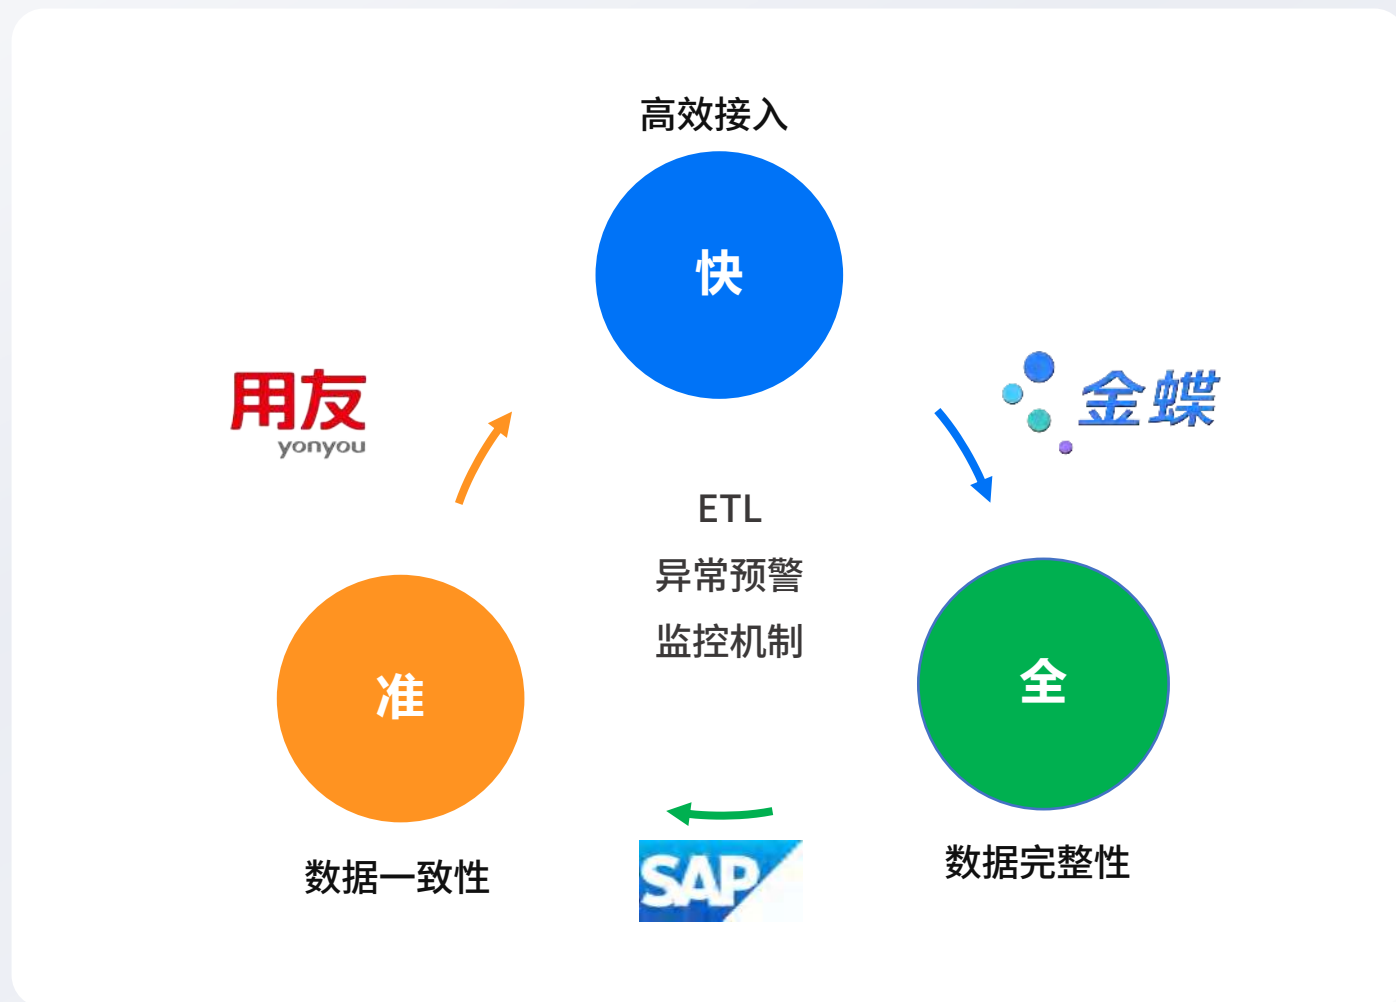 高效接入
快
用友
yonyou
金蝶
ETL
异常预警
监控机制
准
全
数据一致性
SAP
数据完整性